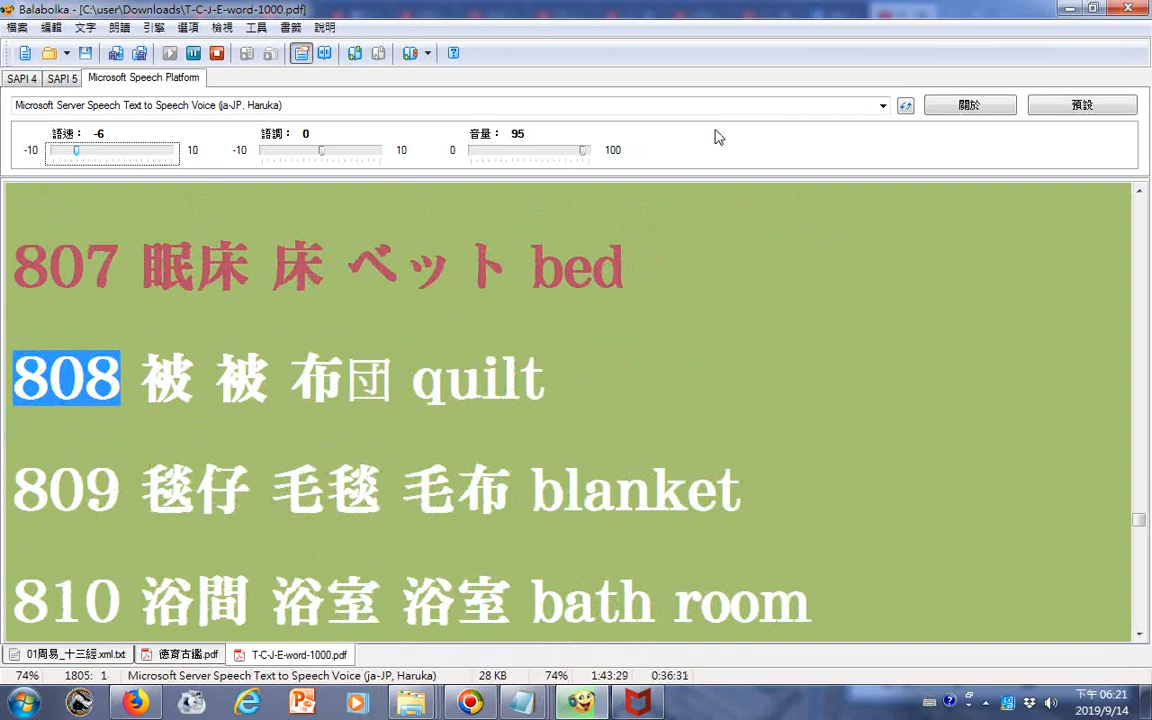 Balabolka - [C:\user\Downloads\T-C-J-E-word-1000.pdf]
檔案 編輯 文字 朗讀 引擎 選項 檢視 工具 書籤 說明
SAPI 4 SAPI 5 Microsoft Speech Platform
Microsoft Server Speech Text to Speech Voice (ja-JP, Haruka) 關於 預設
語速： -6 語調： 0 音量： 95
-10 10 -10 10 0 100
807 眠床 床 ベット bed
808 被 被 布団 quilt
809 毯仔 毛毯 毛布 blanket
810 浴間 浴室 浴室 bath room
01周易_十三經.xml.txt 德育古鑑.pdf T-C-J-E-word-1000.pdf
74% 1805: 1 Microsoft Server Speech Text to Speech Voice (ja-JP, Haruka) 28 KB 74% 1:43:29 0:36:31
下午 06:21
2019/9/14